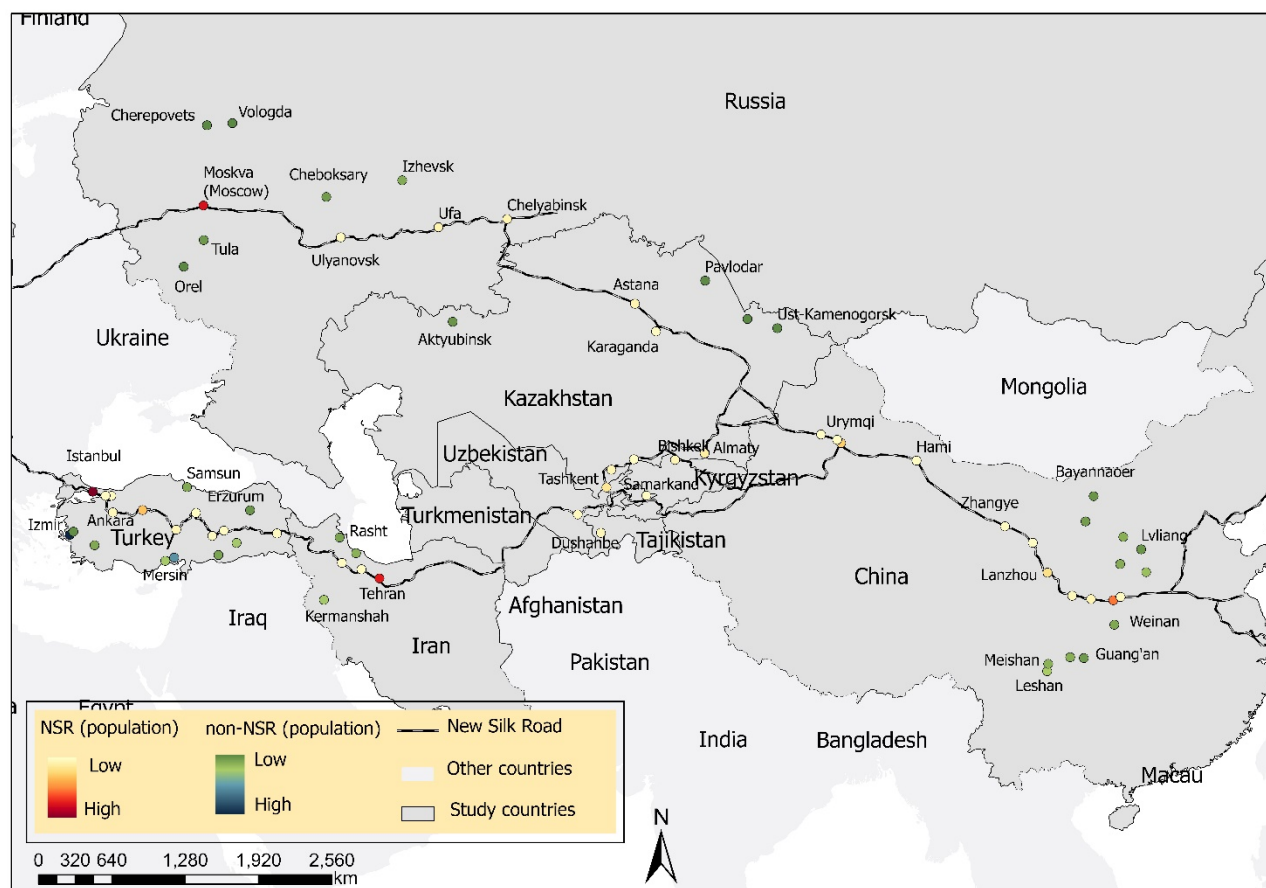 Finland
Russia
Cherepovets
Vologda
Moskva
(Moscow)
Cheboksary
Izhevsk
Ufa
Chelyabinsk
Ulyanovsk
Tula
Orel
Pavlodar
Astana
Ust-Kamenogorsk
Aktyubinsk
Karaganda
Ukraine
Mongolia
Kazakhstan
Urymqi
Hami
Bishkek
Almaty
Uzbekistan
Istanbul
Samsun
Tashkent
Kyrgyzstan
Samarkand
Bayannaoer
Erzurum
Zhangye
Turkmenistan
Izmir
Ankara
Turkey
Rasht
Dushanbe
Tajikistan
Lvliang
Mersin
Tehran
China
Lanzhou
Kermanshah
Afghanistan
Iraq
Weinan
Iran
Pakistan
Meishan
Guang'an
Leshan
Egypt
India
Bangladesh
Macau
NSR (population)
Low
High
non-NSR (population)
Low
High
New Silk Road
Other countries
Study countries
N
0 320 640 1,280 1,920 2,560
km